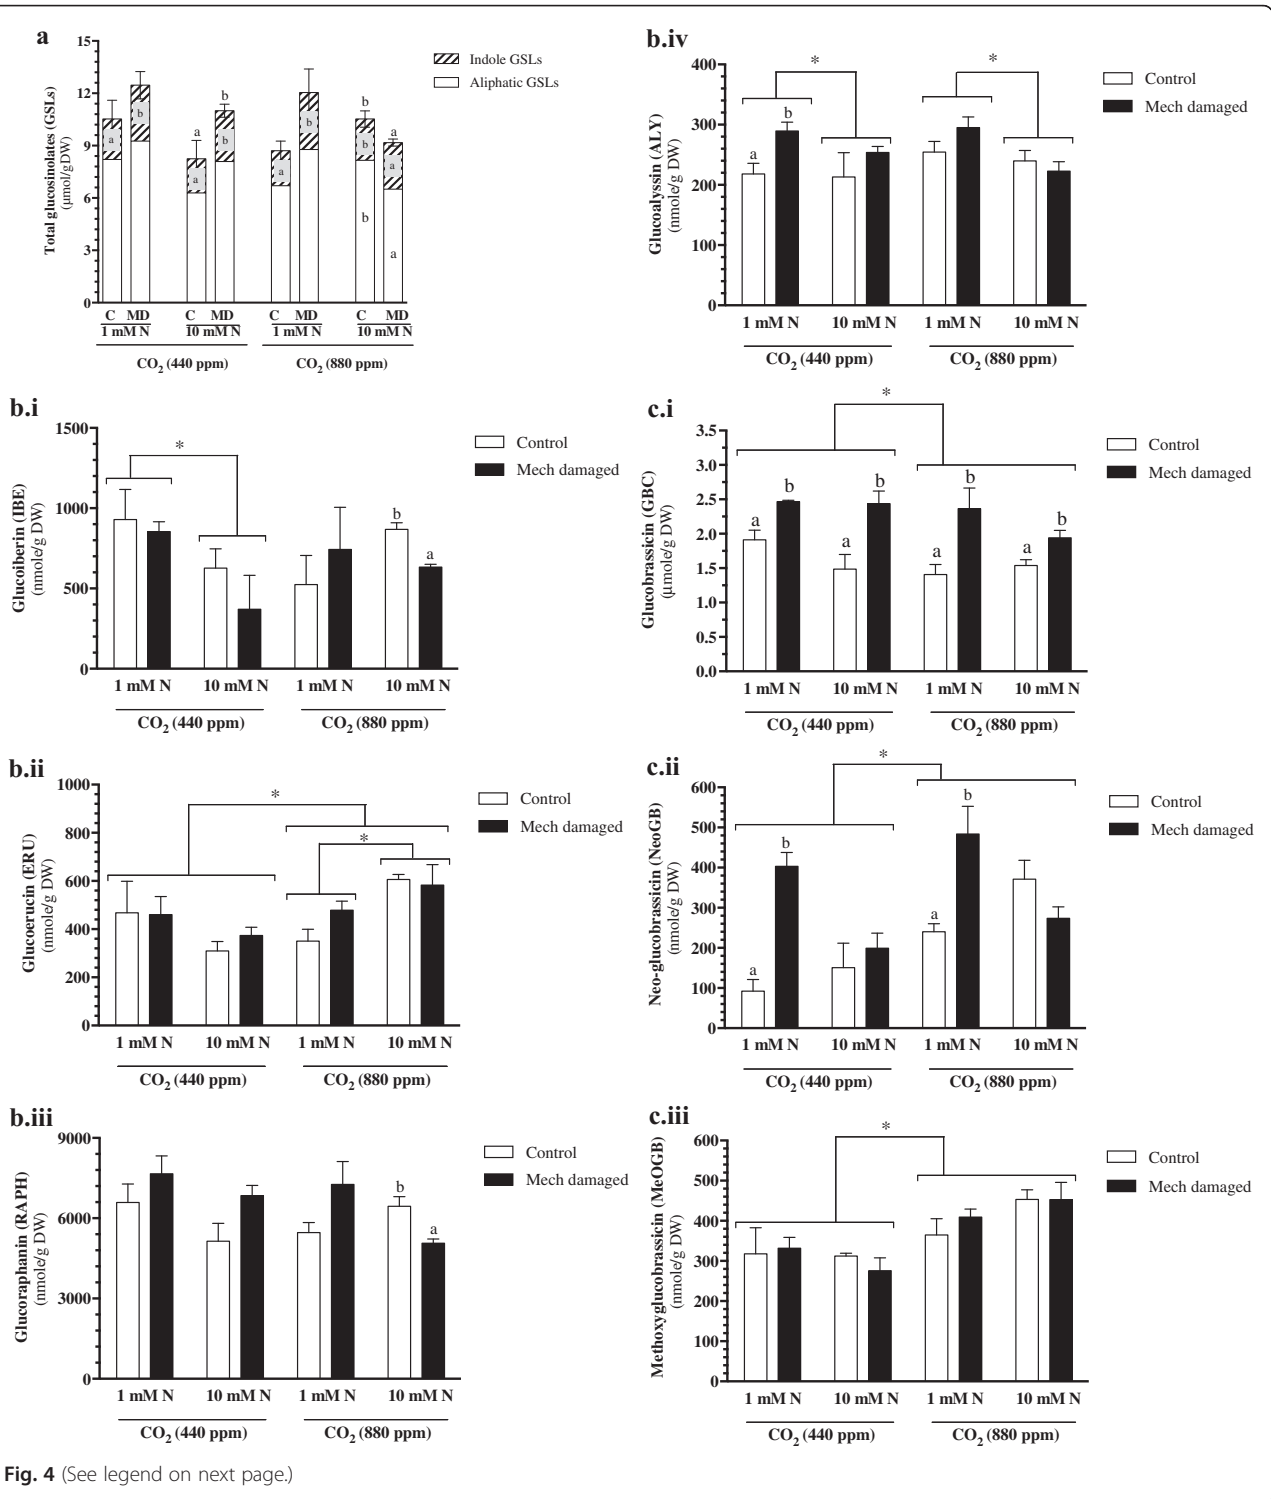 a
Total glucosinolates (GSLs)
(µmol/gDW)
15
12
9
6
3
0
Indole GSLs
Aliphatic GSLs
a
b
a
b
a
b
a
b
b
b
a
a
b
a
C MD C MD C MD C MD
1 mM N 10 mM N 1 mM N 10 mM N
CO2 (440 ppm) CO2 (880 ppm)
b.iv
Glucoalyssin (ALY)
(nmole/g DW)
400
300
200
100
0
Control
Mech damaged
* *
a b
1 mM N 10 mM N 1 mM N 10 mM N
CO2 (440 ppm) CO2 (880 ppm)
b.i
Glucoiberin (IBE)
(nmole/g DW)
1500
1000
500
0
Control
Mech damaged
*
b a
1 mM N 10 mM N 1 mM N 10 mM N
CO2 (440 ppm) CO2 (880 ppm)
c.i
Glucobrassicin (GBC)
(µmole/g DW)
3.5
3.0
2.5
2.0
1.5
1.0
0.5
0.0
Control
Mech damaged
*
a b a b a b a b
1 mM N 10 mM N 1 mM N 10 mM N
CO2 (440 ppm) CO2 (880 ppm)
b.ii
Glucoerucin (ERU)
(nmole/g DW)
1000
800
600
400
200
0
Control
Mech damaged
*
*
1 mM N 10 mM N 1 mM N 10 mM N
CO2 (440 ppm) CO2 (880 ppm)
c.ii
Neo-glucobrassicin (NeoGB)
(nmole/g DW)
600
500
400
300
200
100
0
Control
Mech damaged
*
a b a b
1 mM N 10 mM N 1 mM N 10 mM N
CO2 (440 ppm) CO2 (880 ppm)
b.iii
Glucoraphanin (RAPH)
(nmole/g DW)
9000
6000
3000
0
Control
Mech damaged
b a
1 mM N 10 mM N 1 mM N 10 mM N
CO2 (440 ppm) CO2 (880 ppm)
c.iii
Methoxyglucobrassicin (MeOGB)
(nmole/g DW)
600
500
400
300
200
100
0
Control
Mech damaged
*
1 mM N 10 mM N 1 mM N 10 mM N
CO2 (440 ppm) CO2 (880 ppm)
Fig. 4 (See legend on next page.)